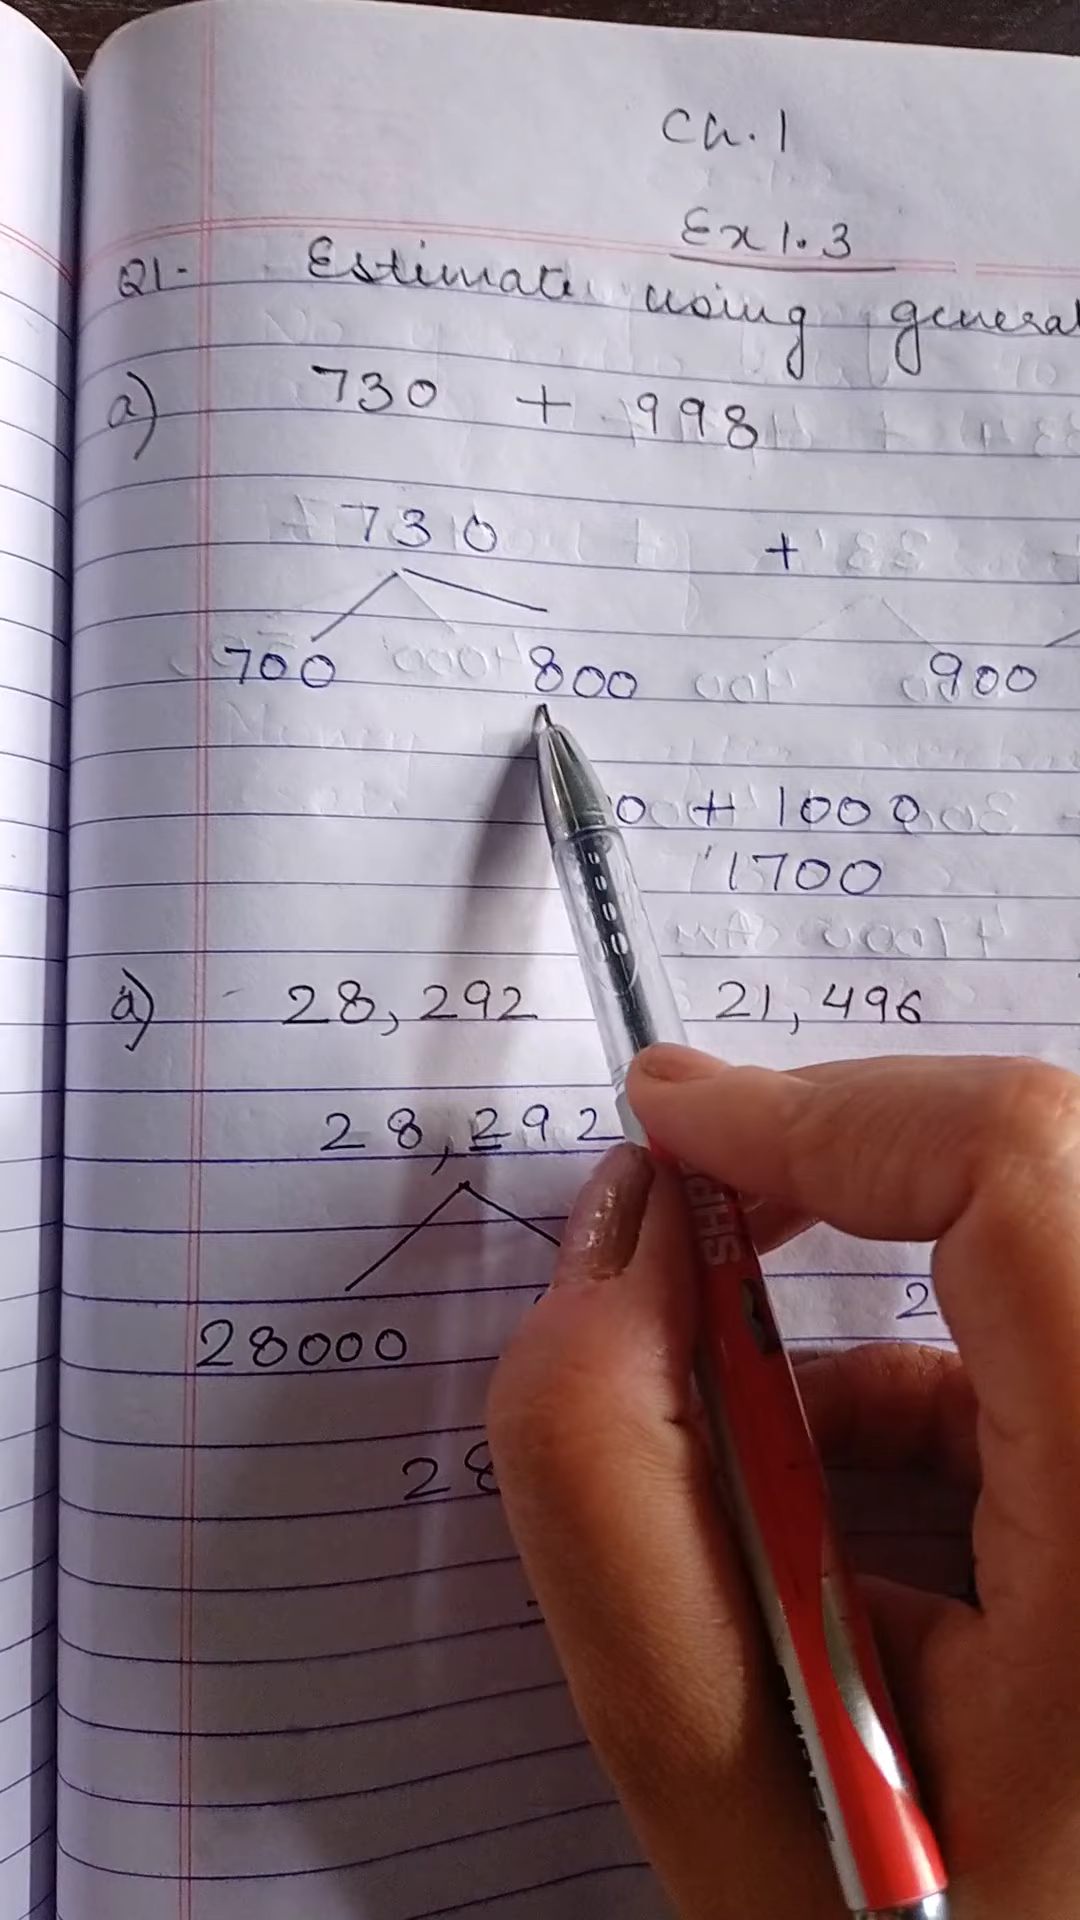 Ch.1
Ex 1.3
Q1- Estimate using general
a) 730 + 998
730 +
700 800 900
0 + 1000
1700
a) 28,292 21,496
28,292
2
28000
28